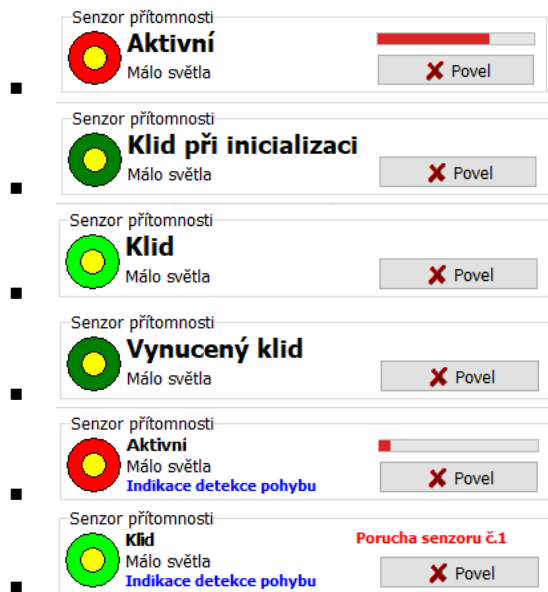 Senzor přítomnosti
Aktivní
Málo světla
Povel
Senzor přítomnosti
Klid při inicializaci
Málo světla
Povel
Senzor přítomnosti
Klid
Málo světla
Povel
Senzor přítomnosti
Vynucený klid
Málo světla
Povel
Senzor přítomnosti
Aktivní
Málo světla
Indikace detekce pohybu
Povel
Senzor přítomnosti
Klid
Porucha senzoru č.1
Málo světla
Indikace detekce pohybu
Povel